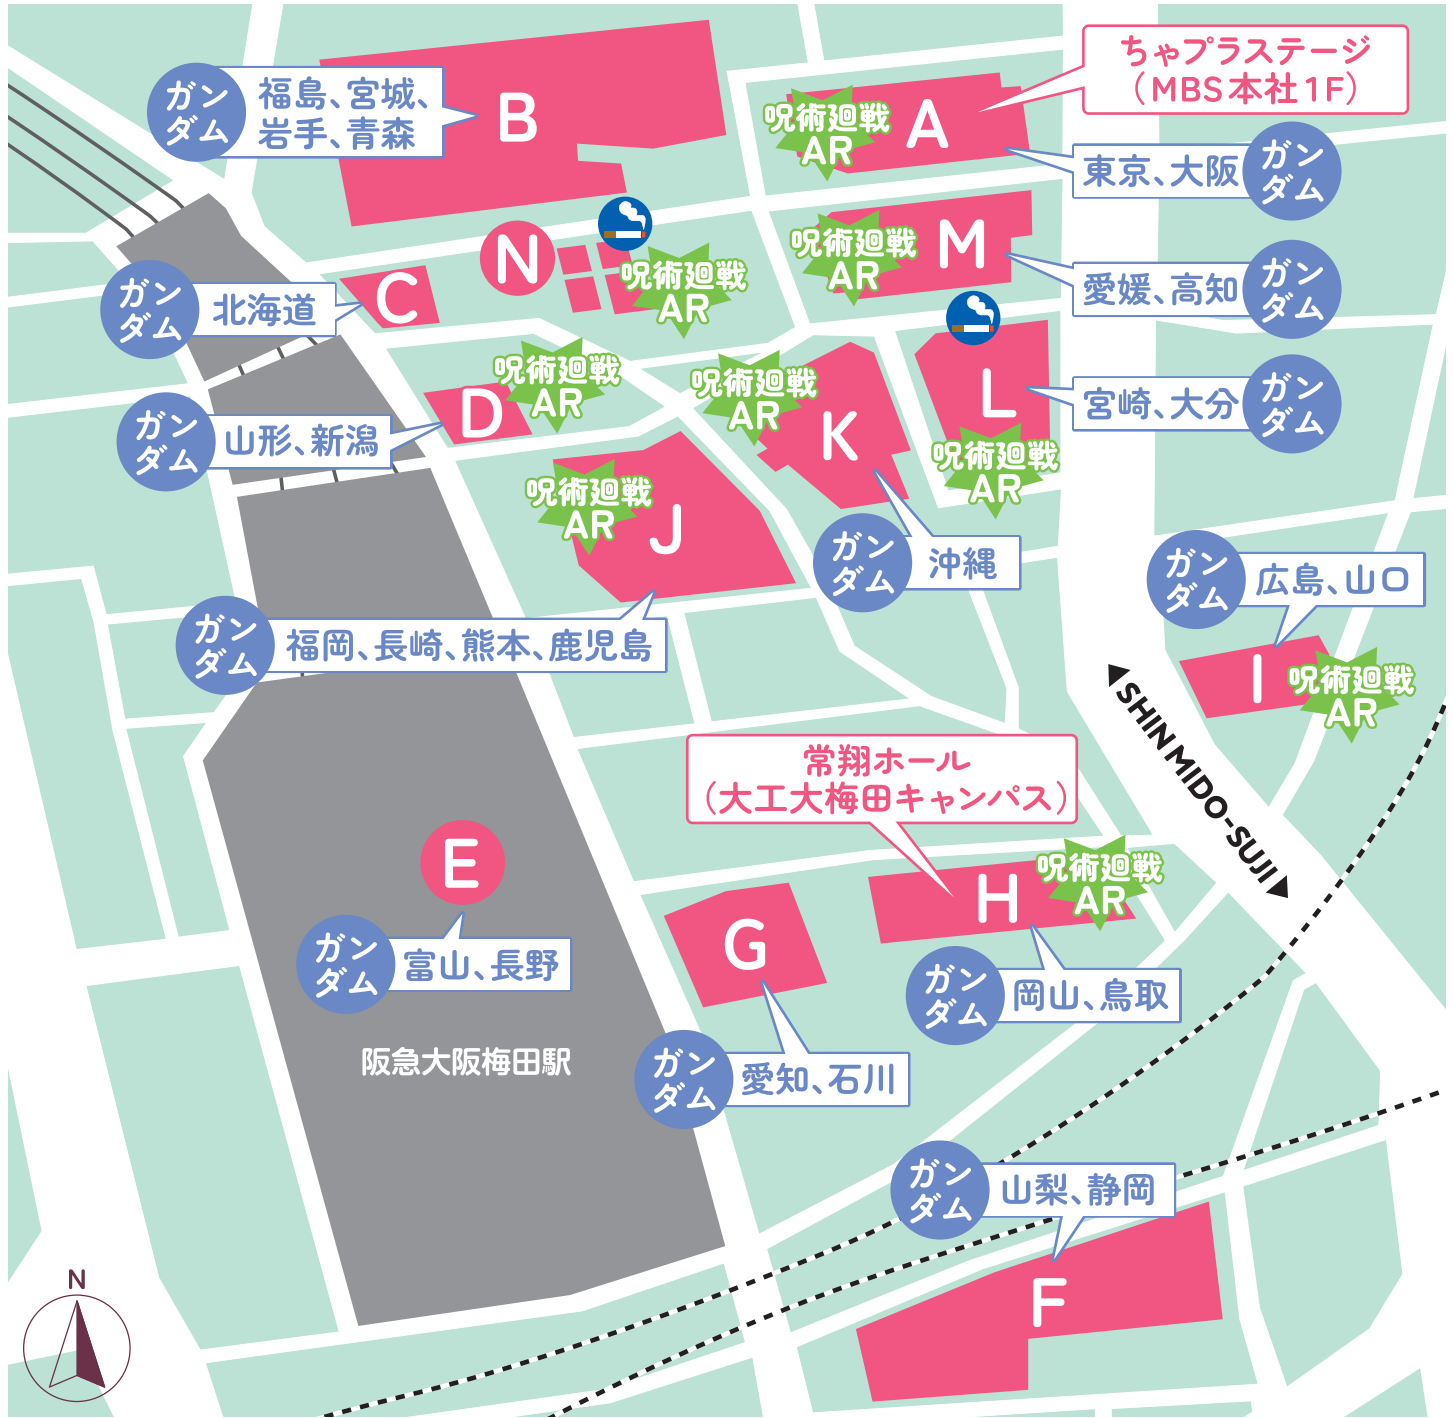 ちゃプラステージ
（MBS本社1F）
ガン
ダム
福島、宮城、
岩手、青森
B
呪術廻戦
AR
A
東京、大阪
ガン
ダム
N
呪術廻戦
AR
呪術廻戦
AR
M
愛媛、高知
ガン
ダム
ガン
ダム
北海道
C
呪術廻戦
AR
D
呪術廻戦
AR
K
L
呪術廻戦
AR
宮崎、大分
ガン
ダム
ガン
ダム
山形、新潟
呪術廻戦
AR
J
ガン
ダム
沖縄
ガン
ダム
広島、山口
ガン
ダム
福岡、長崎、熊本、鹿児島
I
呪術廻戦
AR
SHIN MIDO-SUJI
常翔ホール
（大工大梅田キャンパス）
E
H
呪術廻戦
AR
G
ガン
ダム
富山、長野
ガン
ダム
岡山、鳥取
阪急大阪梅田駅
ガン
ダム
愛知、石川
ガン
ダム
山梨、静岡
F
N